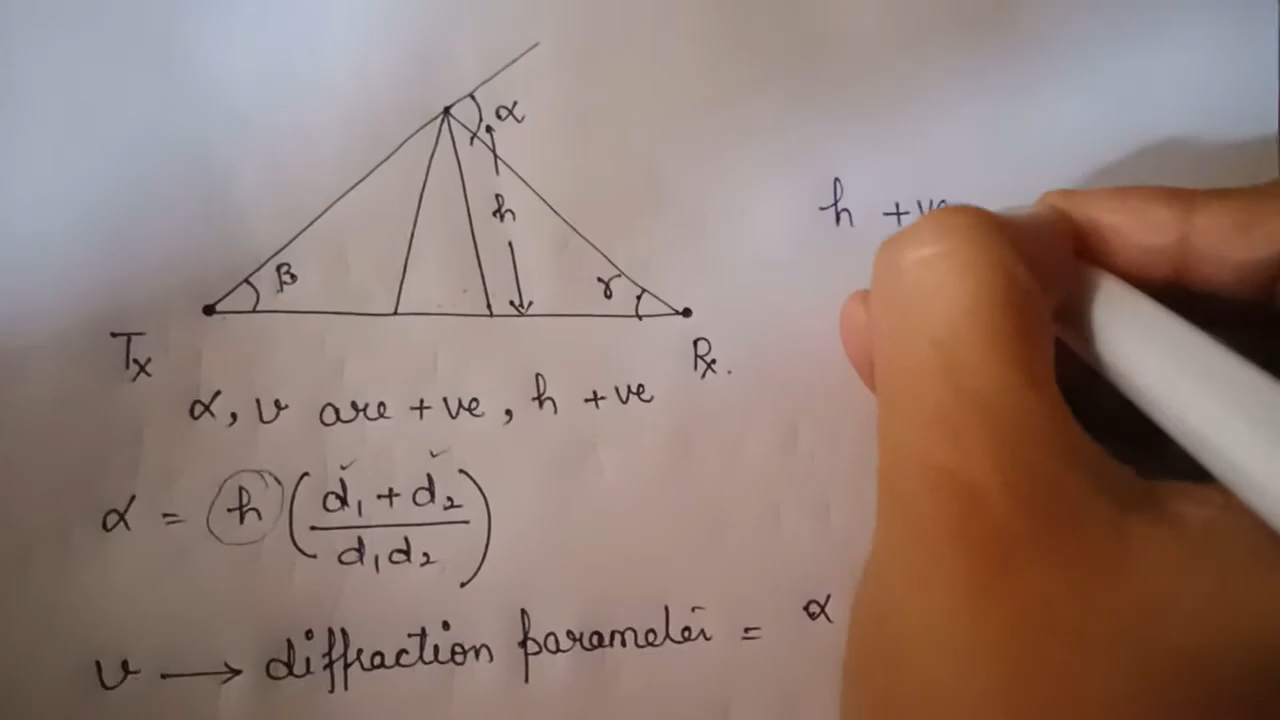 α
h
β
γ
Tx
Rx.
α, υ are +ve, h +ve
α = h ( d₁ + d₂ / d₁d₂ )
υ → diffraction parameter = α
h +ve